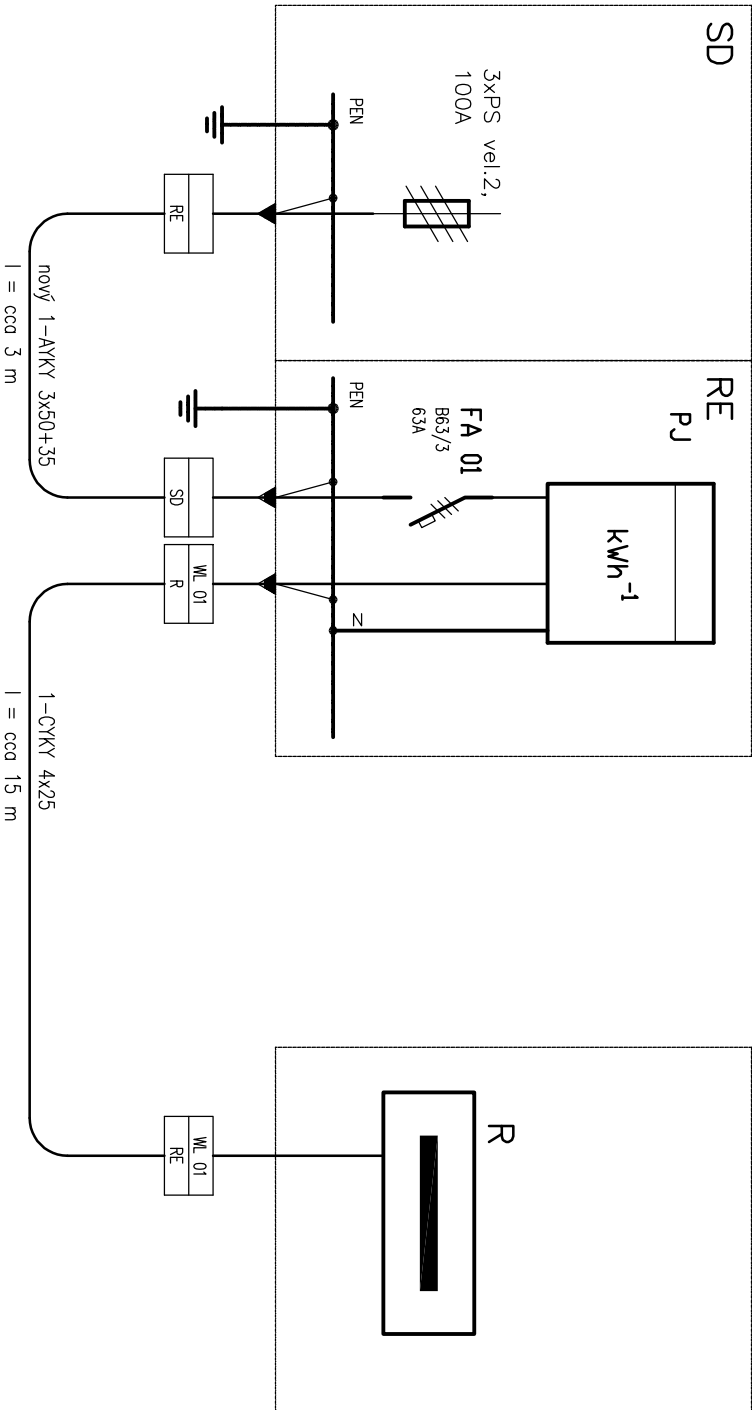 SD
3xPS vel.2,
100A
PEN
RE
nový 1-AYKY 3x50+35
l = cca 3 m
RE
PJ
kWh-1
FA 01
B63/3
63A
PEN
N
SD
WL 01
R
1-CYKY 4x25
l = cca 15 m
R
WL 01
RE